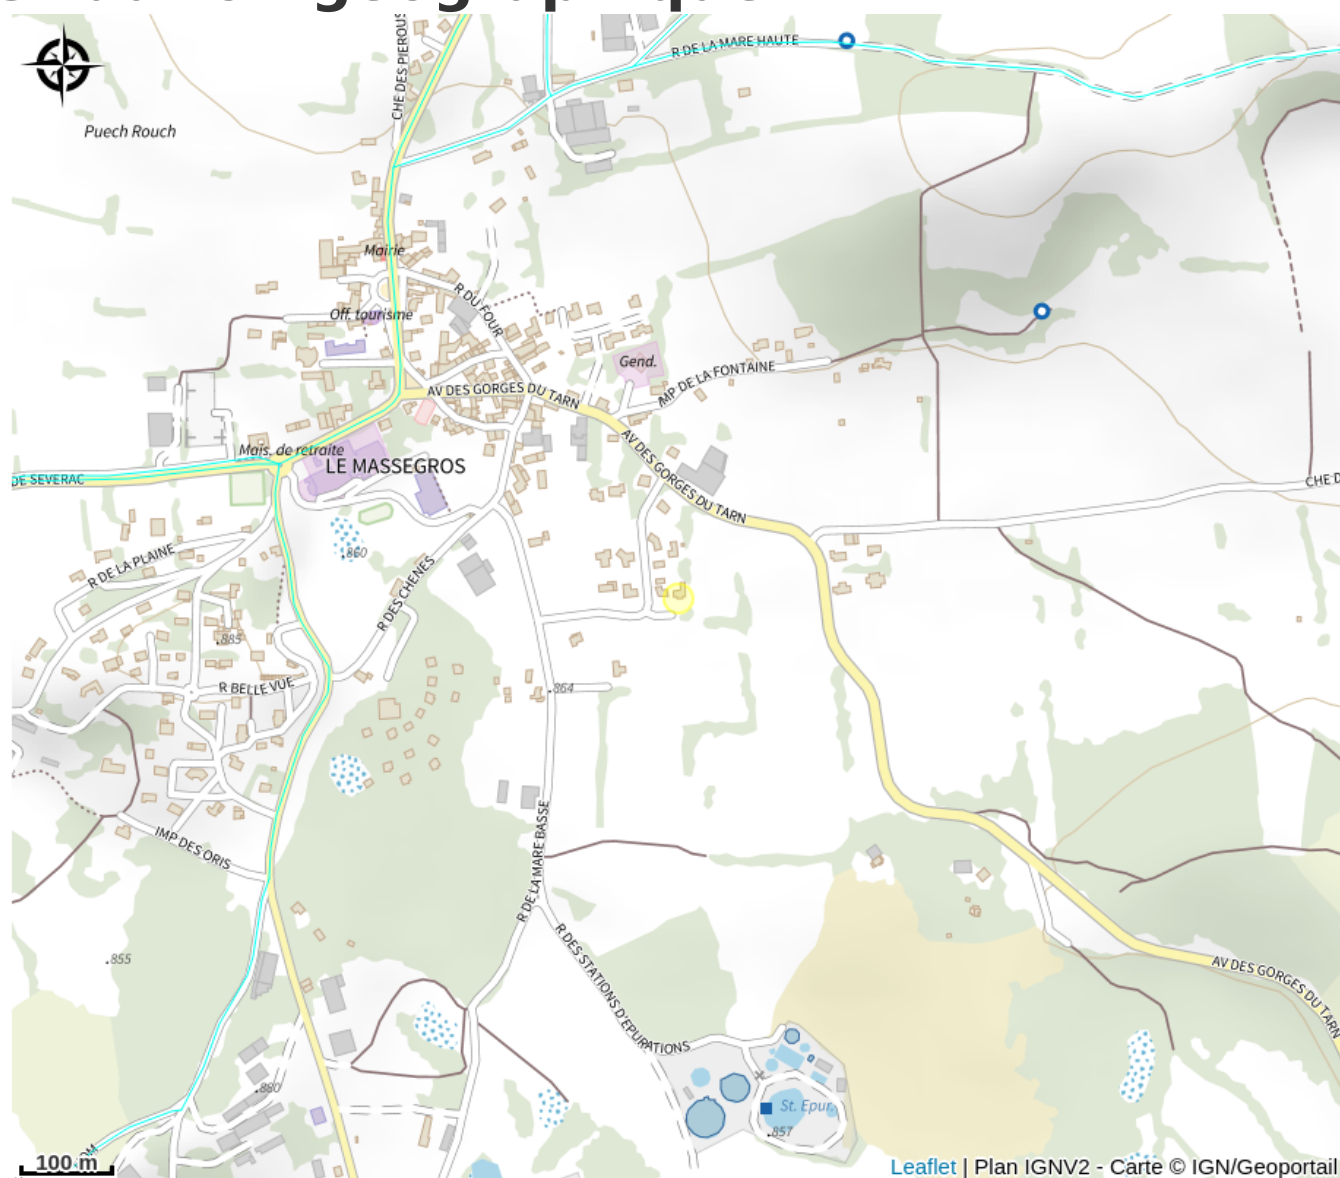 R DE LA MARE HAUTE
CHE DES PIEROUS
Puech Rouch
Mairie
R DU FOUR
Off. tourisme
Gend.
IMP DE LA FONTAINE
AV DES GORGES DU TARN
Mais. de retraite
LE MASSEGROS
DE SEVERAC
AV DES GORGES DU TARN
CHE D
.860
R DE LA PLAINE
R DES CHENES
.885
R BELLE VUE
.864
IMP DES ORIS
R DE LA MARE BASSE
.855
R DES STATIONS D'EPURATIONS
AV DES GORGES DU TARN
.880
St. Epur.
.857
100 m
Leaflet | Plan IGNV2 - Carte © IGN/Geoportail